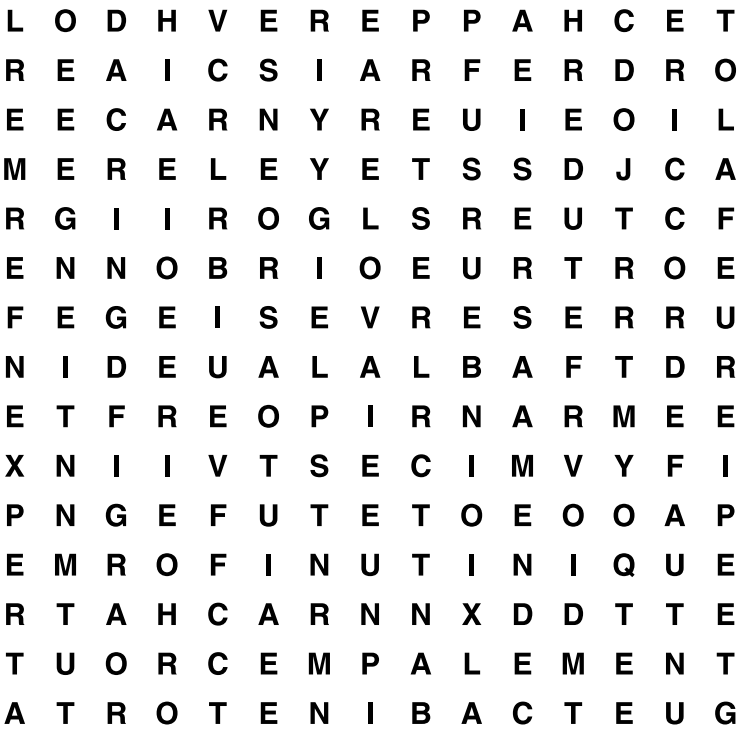 L O D H V E R E P P A H C E T
R E A I C S I A R F E R D R O
E E C A R N Y R E U I E O I L
M E R E L E Y E T S S D J C A
R G I I R O G L S R E U T C F
E N N O B R I O E U R T R O E
F E G E I S E V R E S E R R U
N I D E U A L A L B A F T D R
E T F R E O P I R N A R M E E
X N I I V T S E C I M V Y F I
P N G E F U T E T O E O O A P
E M R O F I N U T I N I Q U E
R T A H C A R N N X D D T T E
T U O R C E M P A L E M E N T
A T R O T E N I B A C T E U G